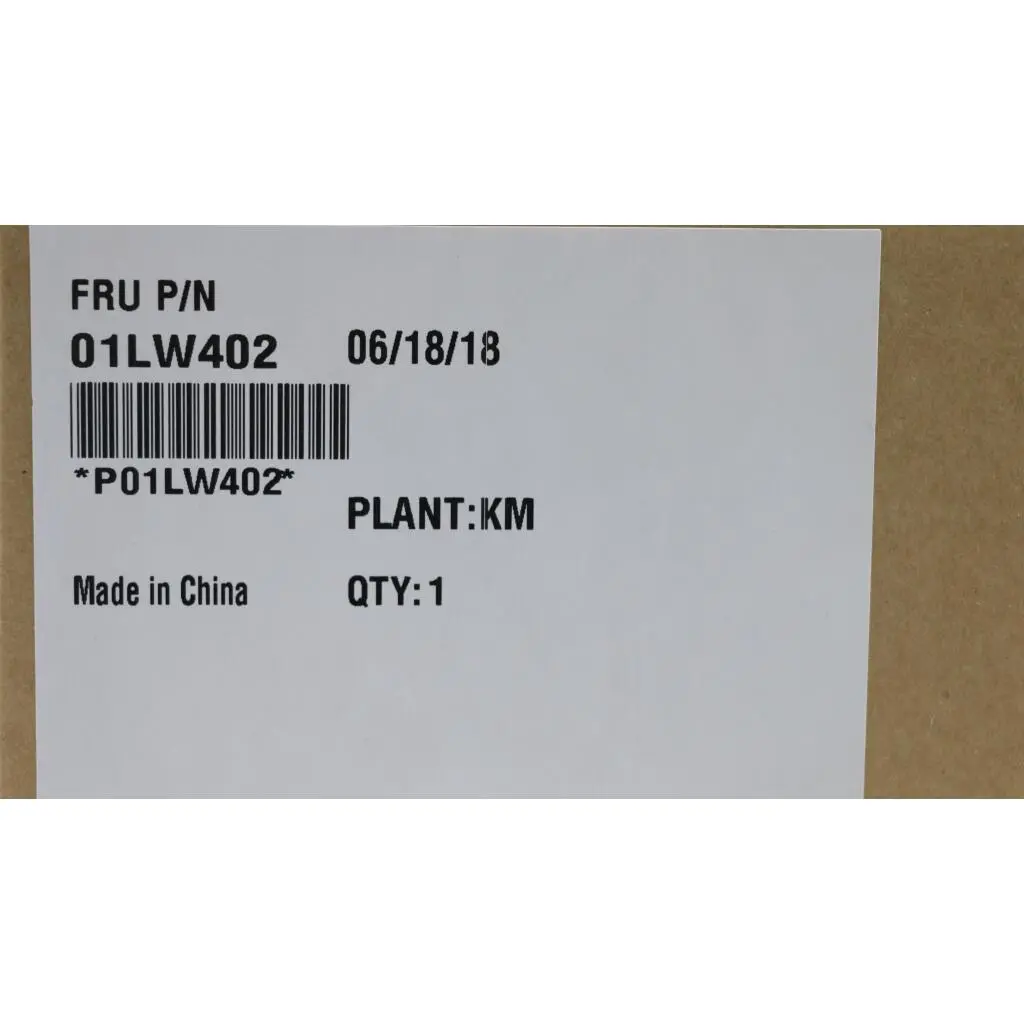 FRU P/N
01LW402 06/18/18
*P01LW402*
PLANT:KM
Made in China QTY: 1